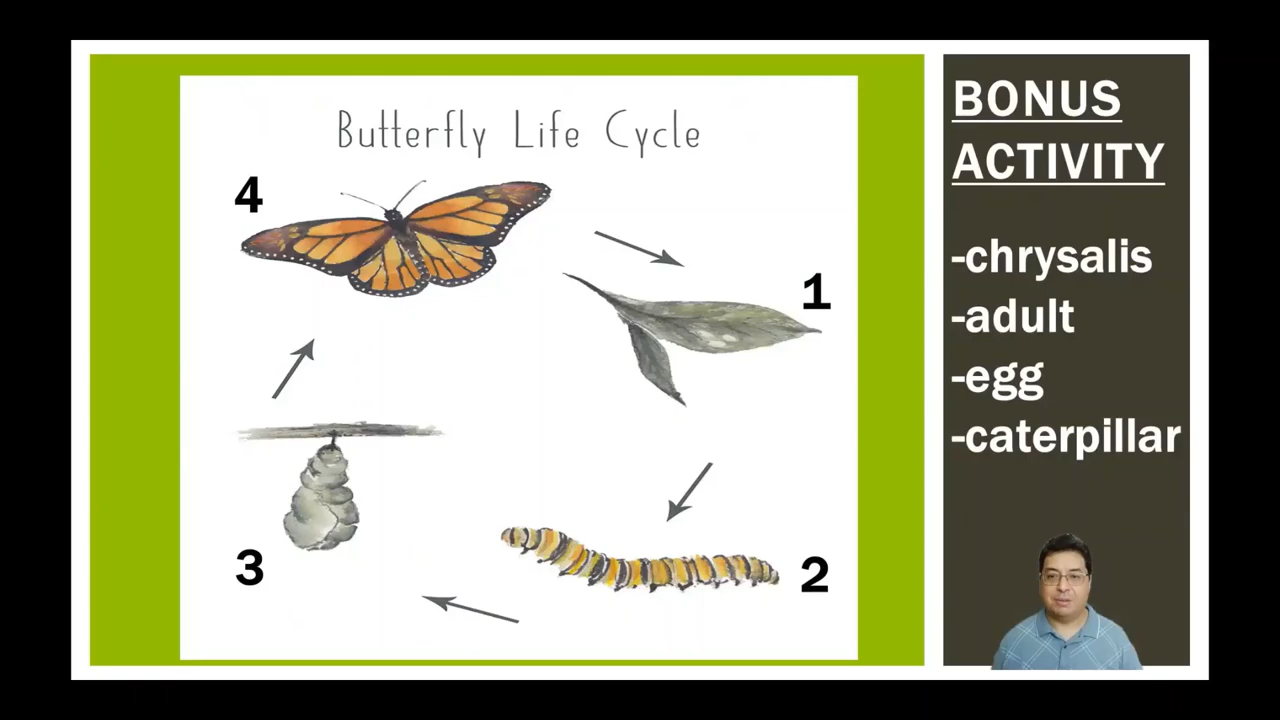 Butterfly Life Cycle
4
1
3
2
BONUS
ACTIVITY
-chrysalis
-adult
-egg
-caterpillar